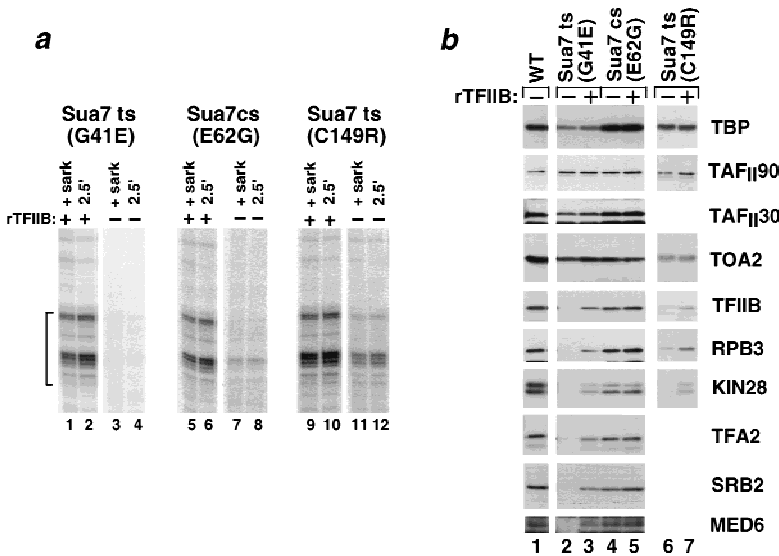 a
Sua7 ts
(G41E)
Sua7cs
(E62G)
Sua7 ts
(C149R)
+ sark
2.5'
+ sark
2.5'
+ sark
2.5'
+ sark
2.5'
+ sark
2.5'
+ sark
2.5'
rTFIIB: + + − − + + − − + + − −
1 2 3 4 5 6 7 8 9 10 11 12
b
WT
Sua7 ts
(G41E)
Sua7 cs
(E62G)
Sua7 ts
(C149R)
rTFIIB: − − + − + − +
TBP
TAFII90
TAFII30
TOA2
TFIIB
RPB3
KIN28
TFA2
SRB2
MED6
1 2 3 4 5 6 7